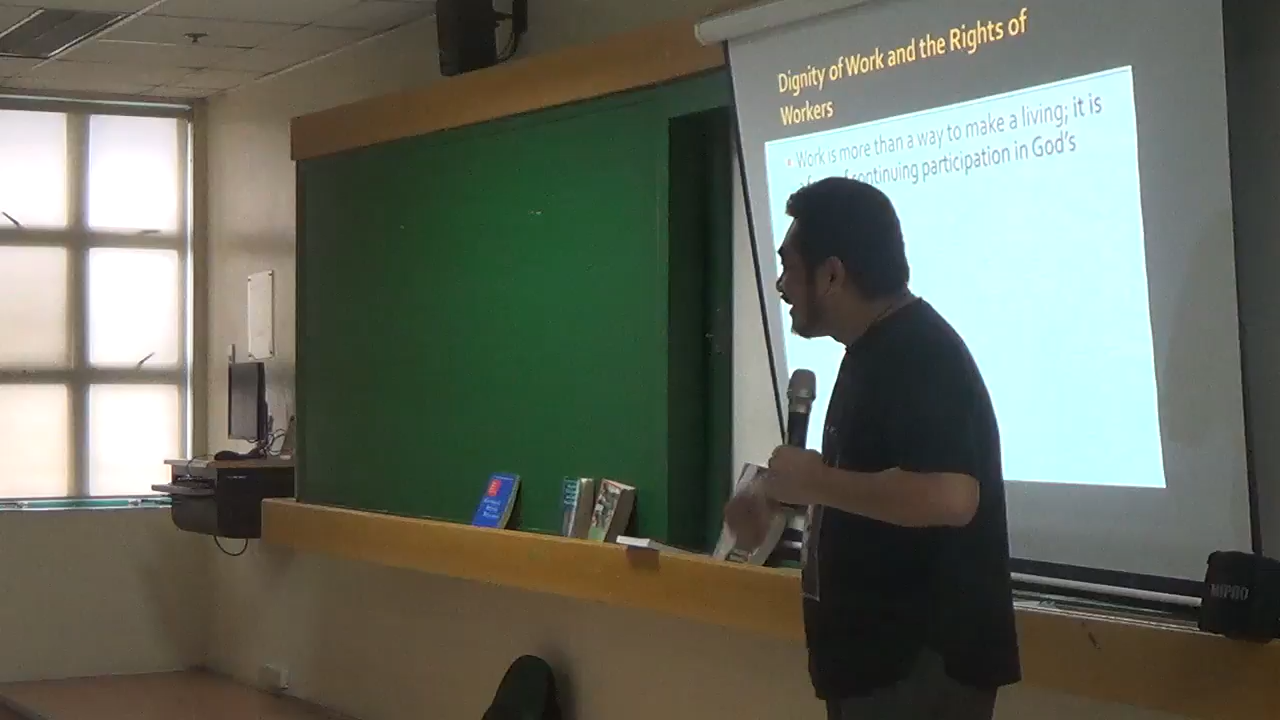 Dignity of Work and the Rights of
Workers
Work is more than a way to make a living; it is
continuing participation in God's
MIPRO